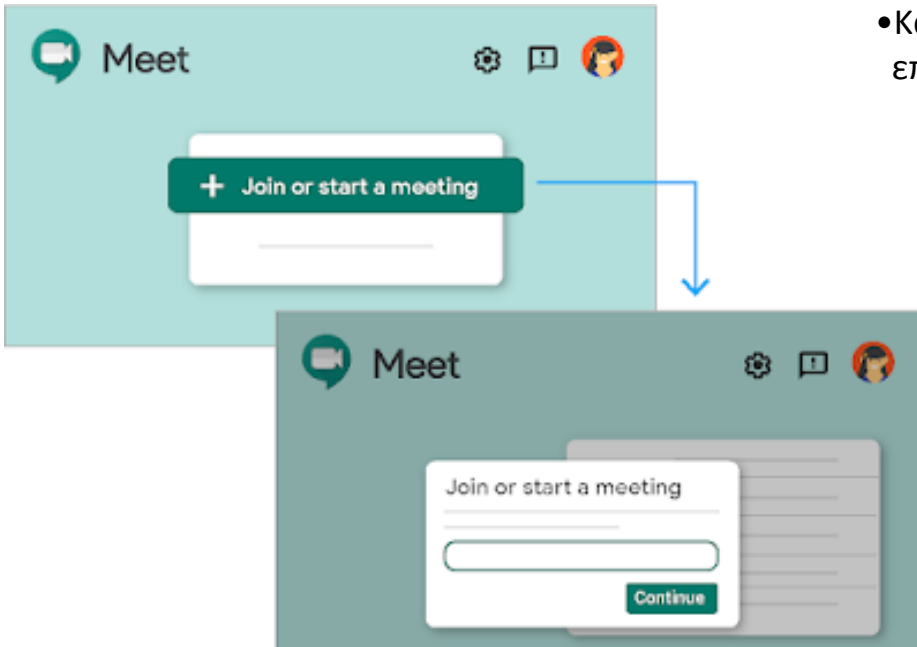 Meet
+ Join or start a meeting
Meet
Join or start a meeting
Continue